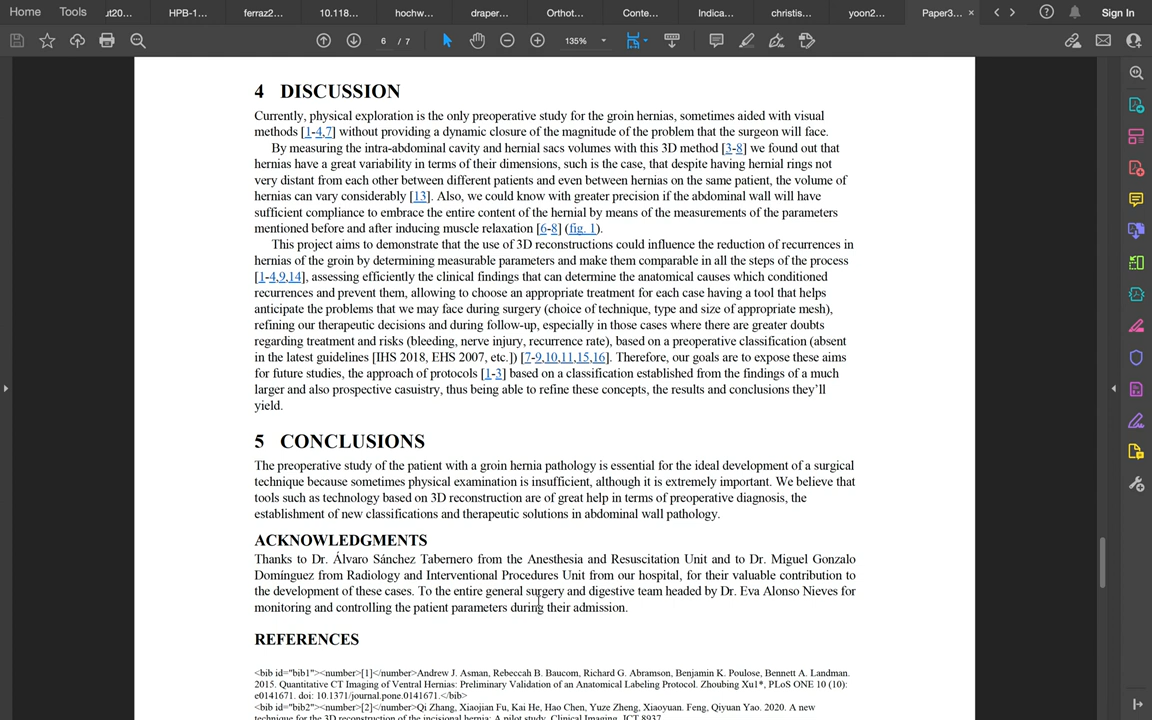 Home Tools ut20... HPB-1... ferraz2... 10.118... hochw... draper... Orthot... Conte... Indica... christis... yoon2... Paper3... × Sign In
6 / 7 135%
4 DISCUSSION
Currently, physical exploration is the only preoperative study for the groin hernias, sometimes aided with visual
methods [1-4,7] without providing a dynamic closure of the magnitude of the problem that the surgeon will face.
By measuring the intra-abdominal cavity and hernial sacs volumes with this 3D method [3-8] we found out that
hernias have a great variability in terms of their dimensions, such is the case, that despite having hernial rings not
very distant from each other between different patients and even between hernias on the same patient, the volume of
hernias can vary considerably [13]. Also, we could know with greater precision if the abdominal wall will have
sufficient compliance to embrace the entire content of the hernial by means of the measurements of the parameters
mentioned before and after inducing muscle relaxation [6-8] (fig. 1).
This project aims to demonstrate that the use of 3D reconstructions could influence the reduction of recurrences in
hernias of the groin by determining measurable parameters and make them comparable in all the steps of the process
[1-4,9,14], assessing efficiently the clinical findings that can determine the anatomical causes which conditioned
recurrences and prevent them, allowing to choose an appropriate treatment for each case having a tool that helps
anticipate the problems that we may face during surgery (choice of technique, type and size of appropriate mesh),
refining our therapeutic decisions and during follow-up, especially in those cases where there are greater doubts
regarding treatment and risks (bleeding, nerve injury, recurrence rate), based on a preoperative classification (absent
in the latest guidelines [IHS 2018, EHS 2007, etc.]) [7-9,10,11,15,16]. Therefore, our goals are to expose these aims
for future studies, the approach of protocols [1-3] based on a classification established from the findings of a much
larger and also prospective casuistry, thus being able to refine these concepts, the results and conclusions they'll
yield.
5 CONCLUSIONS
The preoperative study of the patient with a groin hernia pathology is essential for the ideal development of a surgical
technique because sometimes physical examination is insufficient, although it is extremely important. We believe that
tools such as technology based on 3D reconstruction are of great help in terms of preoperative diagnosis, the
establishment of new classifications and therapeutic solutions in abdominal wall pathology.
ACKNOWLEDGMENTS
Thanks to Dr. Álvaro Sánchez Tabernero from the Anesthesia and Resuscitation Unit and to Dr. Miguel Gonzalo
Domínguez from Radiology and Interventional Procedures Unit from our hospital, for their valuable contribution to
the development of these cases. To the entire general surgery and digestive team headed by Dr. Eva Alonso Nieves for
monitoring and controlling the patient parameters during their admission.
REFERENCES
<bib id="bib1"><number>[1]</number>Andrew J. Asman, Rebeccah B. Baucom, Richard G. Abramson, Benjamin K. Poulose, Bennett A. Landman.
2015. Quantitative CT Imaging of Ventral Hernias: Preliminary Validation of an Anatomical Labeling Protocol. Zhoubing Xu1*, PLoS ONE 10 (10):
e0141671. doi: 10.1371/journal.pone.0141671.</bib>
<bib id="bib2"><number>[2]</number>Qi Zhang, Xiaojian Fu, Kai He, Hao Chen, Yuze Zheng, Xiaoyuan. Feng, Qiyuan Yao. 2020. A new
technique for the 3D reconstruction of the incisional hernia: A pilot study. Clinical Imaging, JCT 8937.